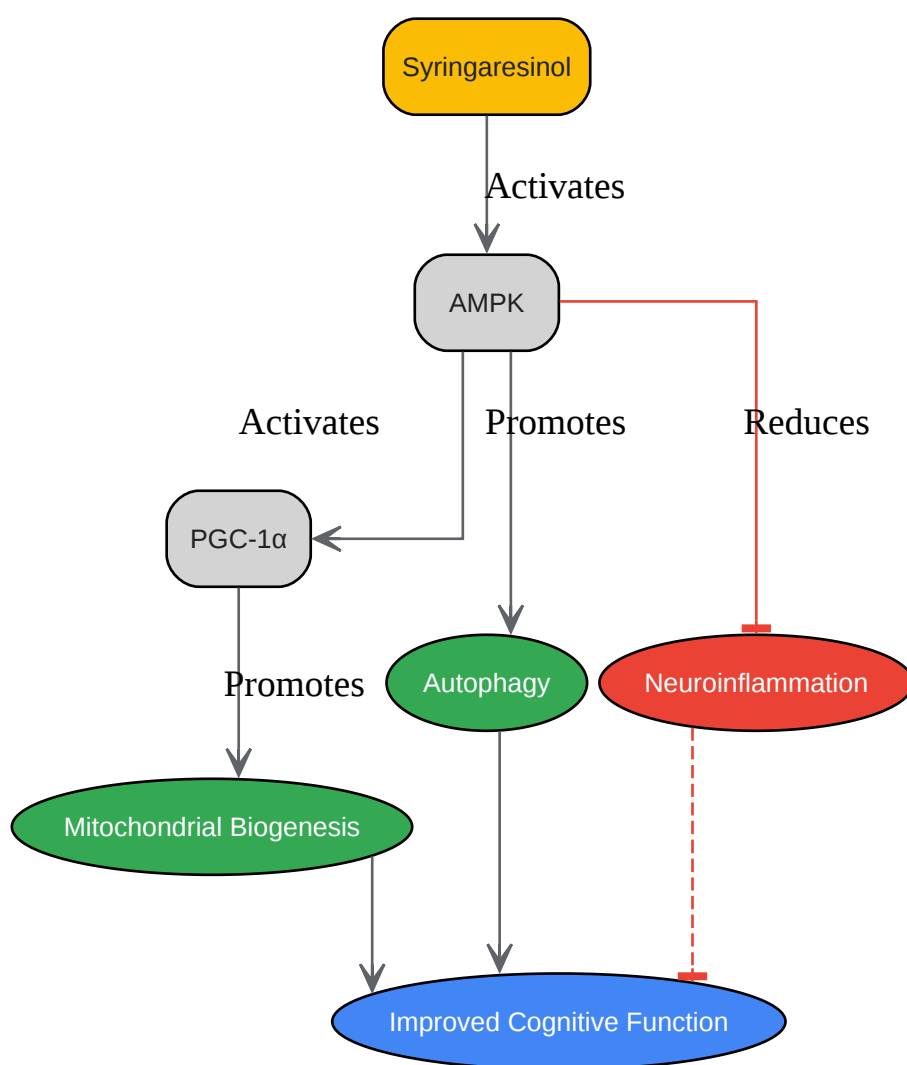 Syringaresinol
Activates
AMPK
Activates
Promotes
Reduces
PGC-1α
Promotes
Autophagy
Neuroinflammation
Mitochondrial Biogenesis
Improved Cognitive Function